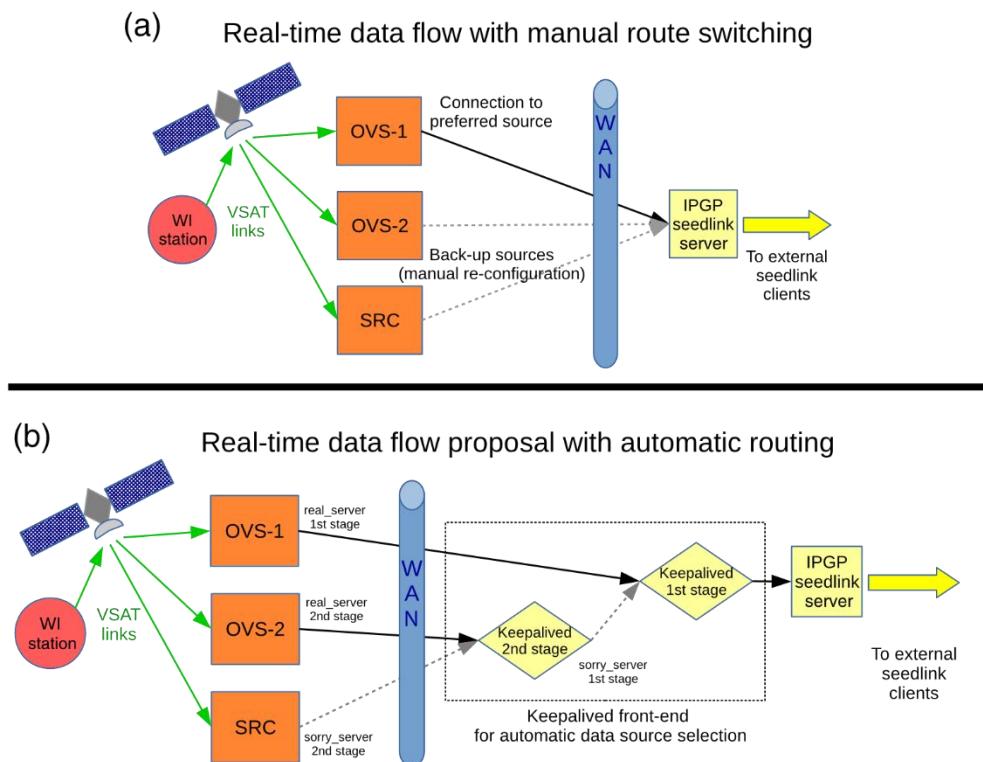 (a) Real-time data flow with manual route switching
Connection to
preferred source
OVS-1
WAN
WI
station
VSAT
links
OVS-2
IPGP
seedlink
server
Back-up sources
(manual re-configuration)
To external
seedlink
clients
SRC
(b) Real-time data flow proposal with automatic routing
OVS-1
real_server
1st stage
WAN
Keepalived
1st stage
IPGP
seedlink
server
WI
station
VSAT
links
OVS-2
real_server
2nd stage
Keepalived
2nd stage
sorry_server
1st stage
To external
seedlink
clients
SRC
sorry_server
2nd stage
Keepalived front-end
for automatic data source selection